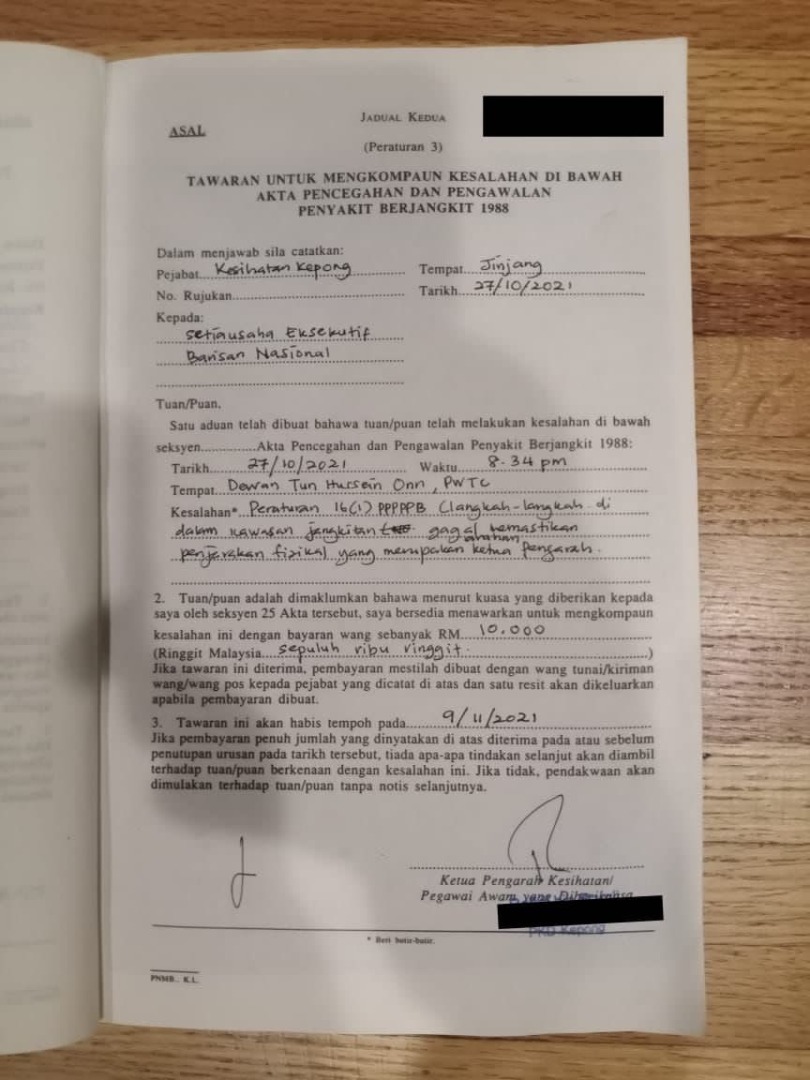 ASAL
JADUAL KEDUA
(Peraturan 3)
TAWARAN UNTUK MENGKOMPAUN KESALAHAN DI BAWAH
AKTA PENCEGAHAN DAN PENGAWALAN
PENYAKIT BERJANGKIT 1988
Dalam menjawab sila catatkan:
Pejabat Kesihatan Kepong Tempat Jinjang
No. Rujukan Tarikh 27/10/2021
Kepada:
Setiausaha Eksekutif
Barisan Nasional
Tuan/Puan,
Satu aduan telah dibuat bahawa tuan/puan telah melakukan kesalahan di bawah
seksyen Akta Pencegahan dan Pengawalan Penyakit Berjangkit 1988:
Tarikh 27/10/2021 Waktu 8.34 pm
Tempat Dewan Tun Hussein Onn, PWTC
Kesalahan* Peraturan 16(1) PPPPPB (langkah-langkah di
dalam kawasan jangkitan gagal memastikan
penjarakan fizikal yang merupakan arahan Ketua Pengarah.
2. Tuan/puan adalah dimaklumkan bahawa menurut kuasa yang diberikan kepada
saya oleh seksyen 25 Akta tersebut, saya bersedia menawarkan untuk mengkompaun
kesalahan ini dengan bayaran wang sebanyak RM 10.000
(Ringgit Malaysia sepuluh ribu ringgit.)
Jika tawaran ini diterima, pembayaran mestilah dibuat dengan wang tunai/kiriman
wang/wang pos kepada pejabat yang dicatat di atas dan satu resit akan dikeluarkan
apabila pembayaran dibuat.
3. Tawaran ini akan habis tempoh pada 9/11/2021
Jika pembayaran penuh jumlah yang dinyatakan di atas diterima pada atau sebelum
penutupan urusan pada tarikh tersebut, tiada apa-apa tindakan selanjut akan diambil
terhadap tuan/puan berkenaan dengan kesalahan ini. Jika tidak, pendakwaan akan
dimulakan terhadap tuan/puan tanpa notis selanjutnya.
Ketua Pengarah Kesihatan/
Pegawai Awam yang Diberikuasa
PKD Kepong
* Beri butir-butir.
PNMB., K.L.